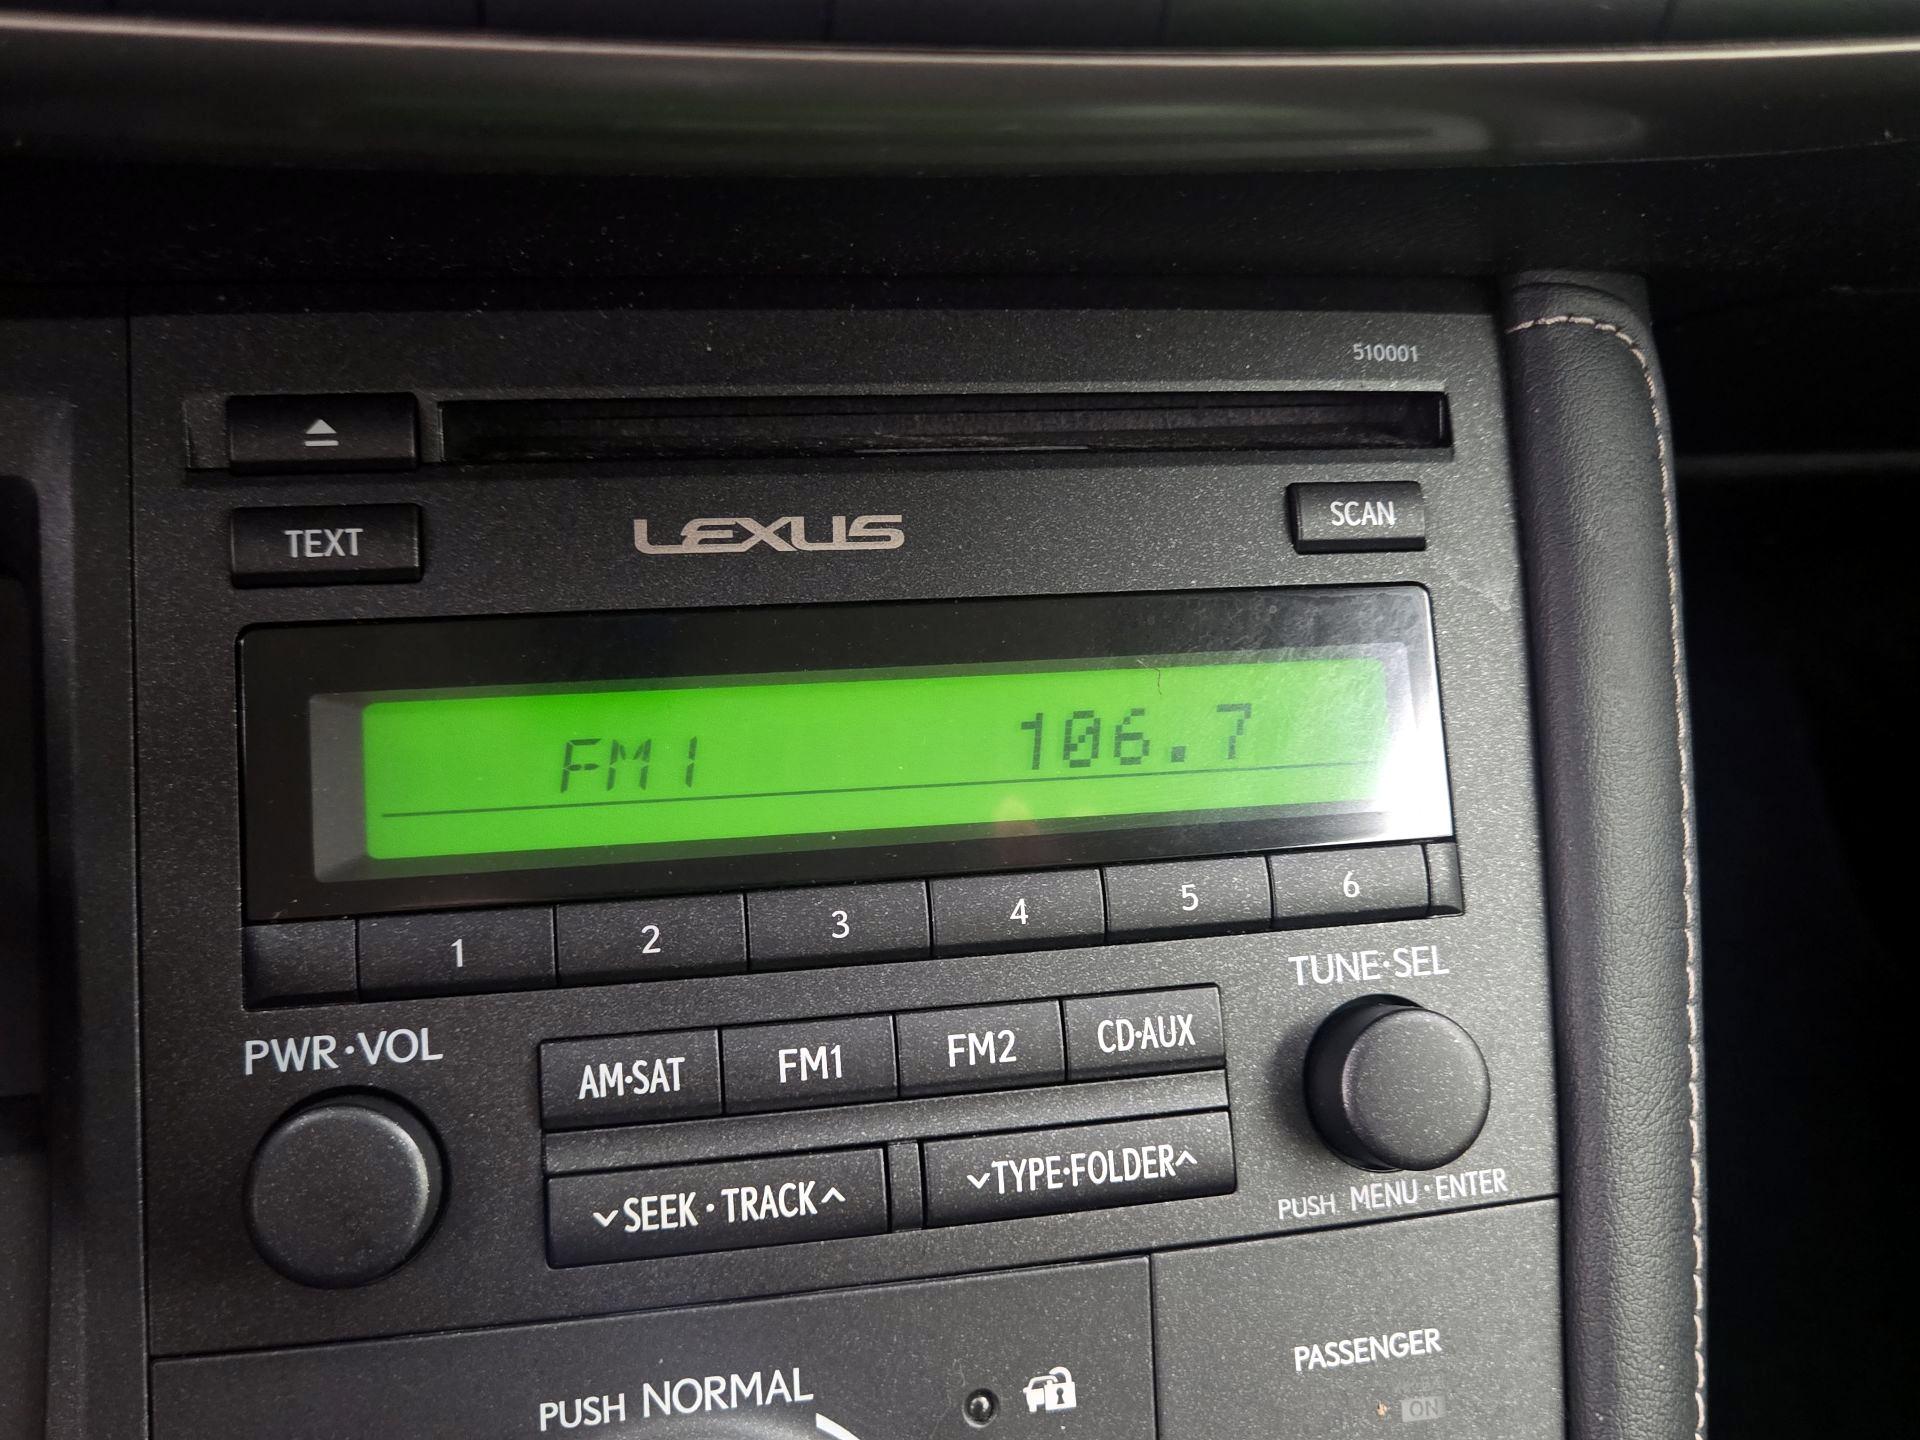 510001
TEXT
LEXUS
SCAN
FM1 106.7
1 2 3 4 5 6
TUNE·SEL
PWR·VOL
AM·SAT FM1 FM2 CD·AUX
SEEK·TRACK TYPE·FOLDER
PUSH MENU·ENTER
PASSENGER
ON
PUSH NORMAL